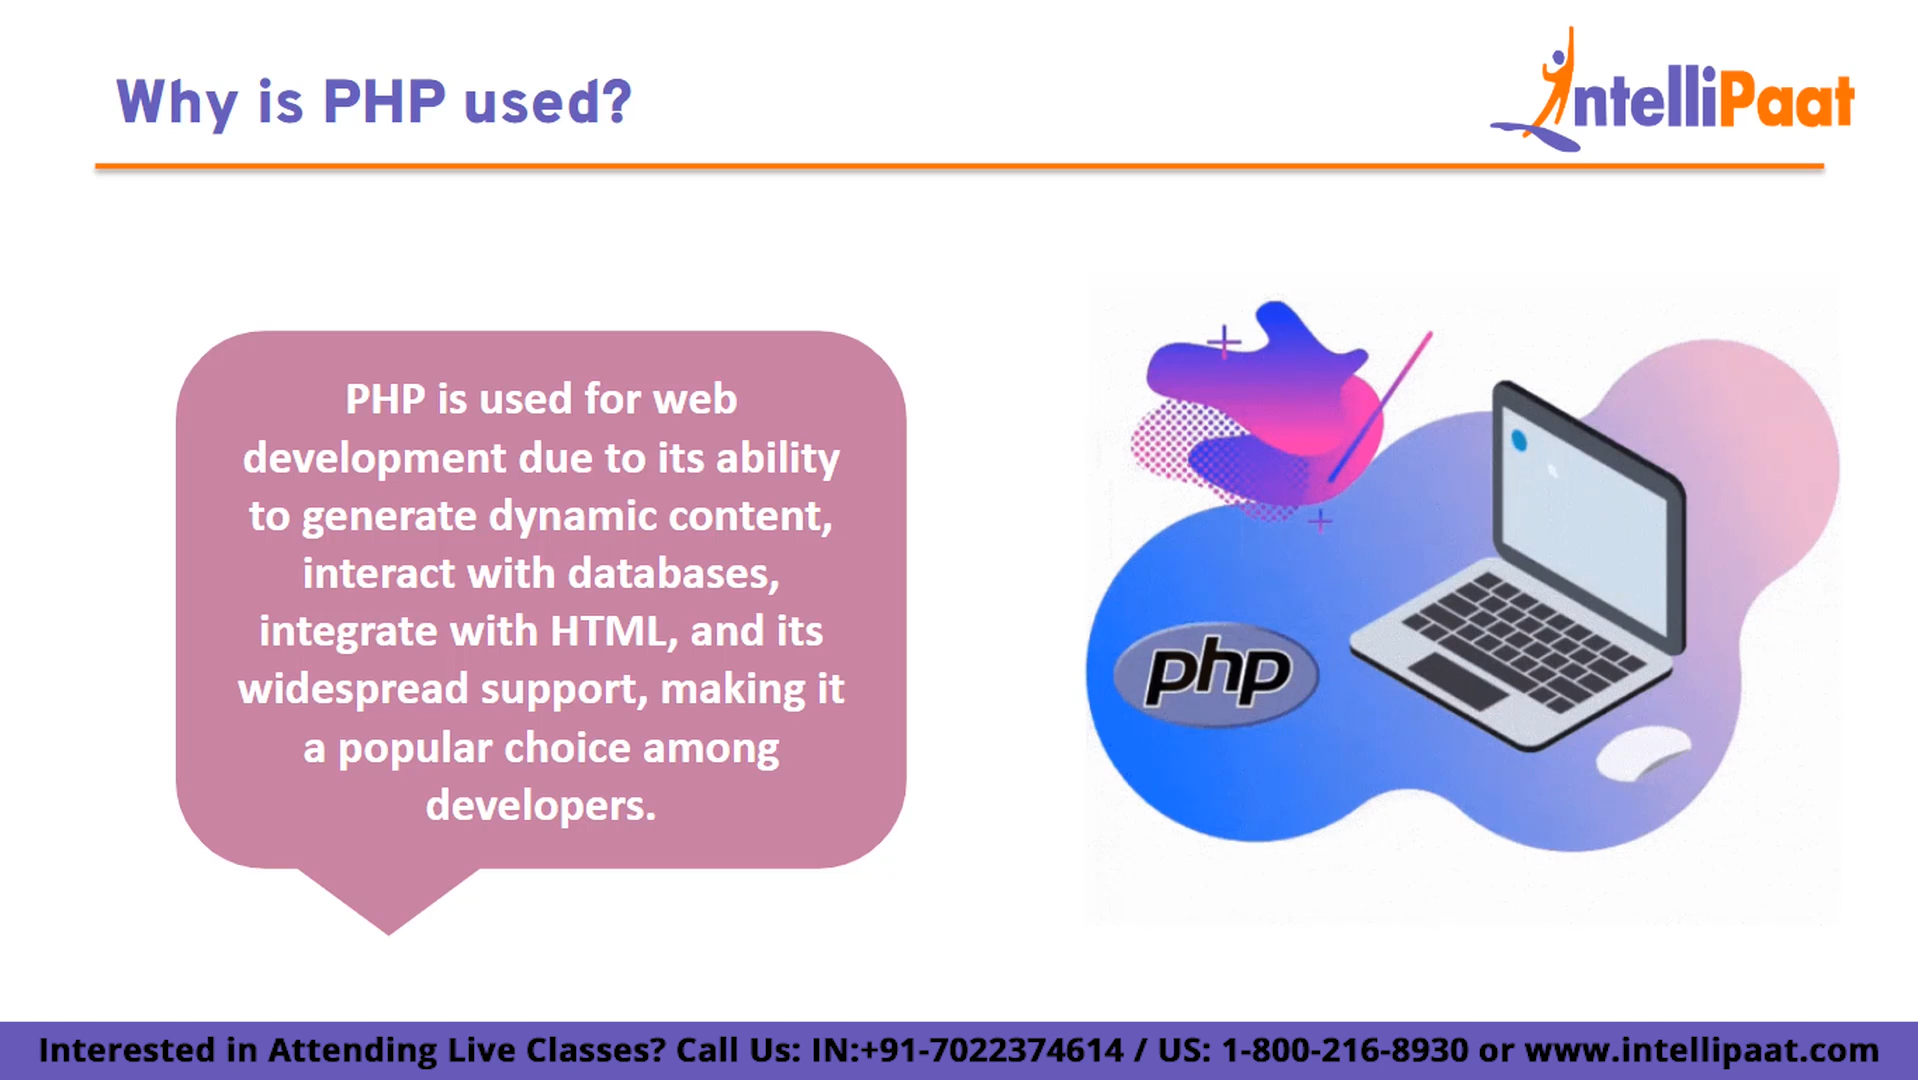 Why is PHP used?
IntelliPaat
PHP is used for web
development due to its ability
to generate dynamic content,
interact with databases,
integrate with HTML, and its
widespread support, making it
a popular choice among
developers.
php
Interested in Attending Live Classes? Call Us: IN:+91-7022374614 / US: 1-800-216-8930 or www.intellipaat.com